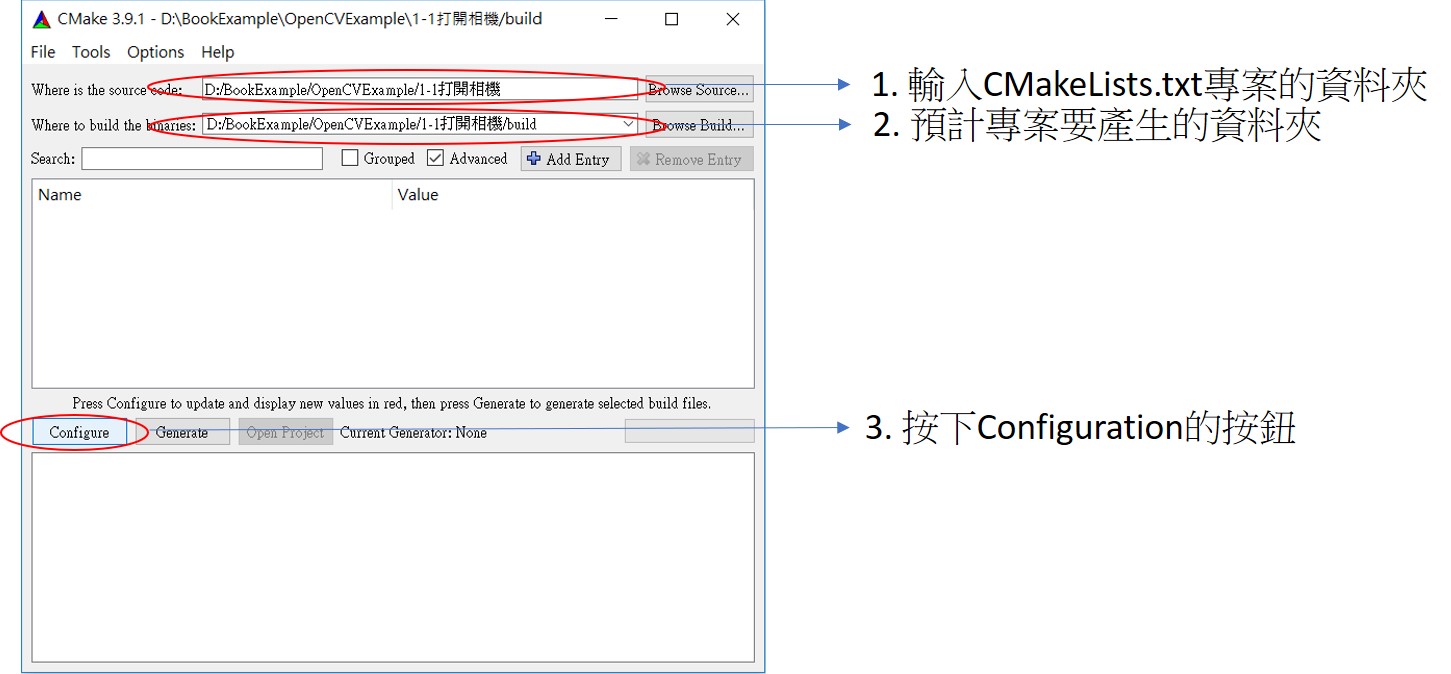 CMake 3.9.1 - D:\BookExample\OpenCVExample\1-1打開相機/build
File Tools Options Help
Where is the source code: D:/BookExample/OpenCVExample/1-1打開相機 Browse Source...
1. 輸入CMakeLists.txt專案的資料夾
Where to build the binaries: D:/BookExample/OpenCVExample/1-1打開相機/build Browse Build...
2. 預計專案要產生的資料夾
Search: Grouped Advanced Add Entry Remove Entry
Name Value
Press Configure to update and display new values in red, then press Generate to generate selected build files.
Configure Generate Open Project Current Generator: None
3. 按下Configuration的按鈕